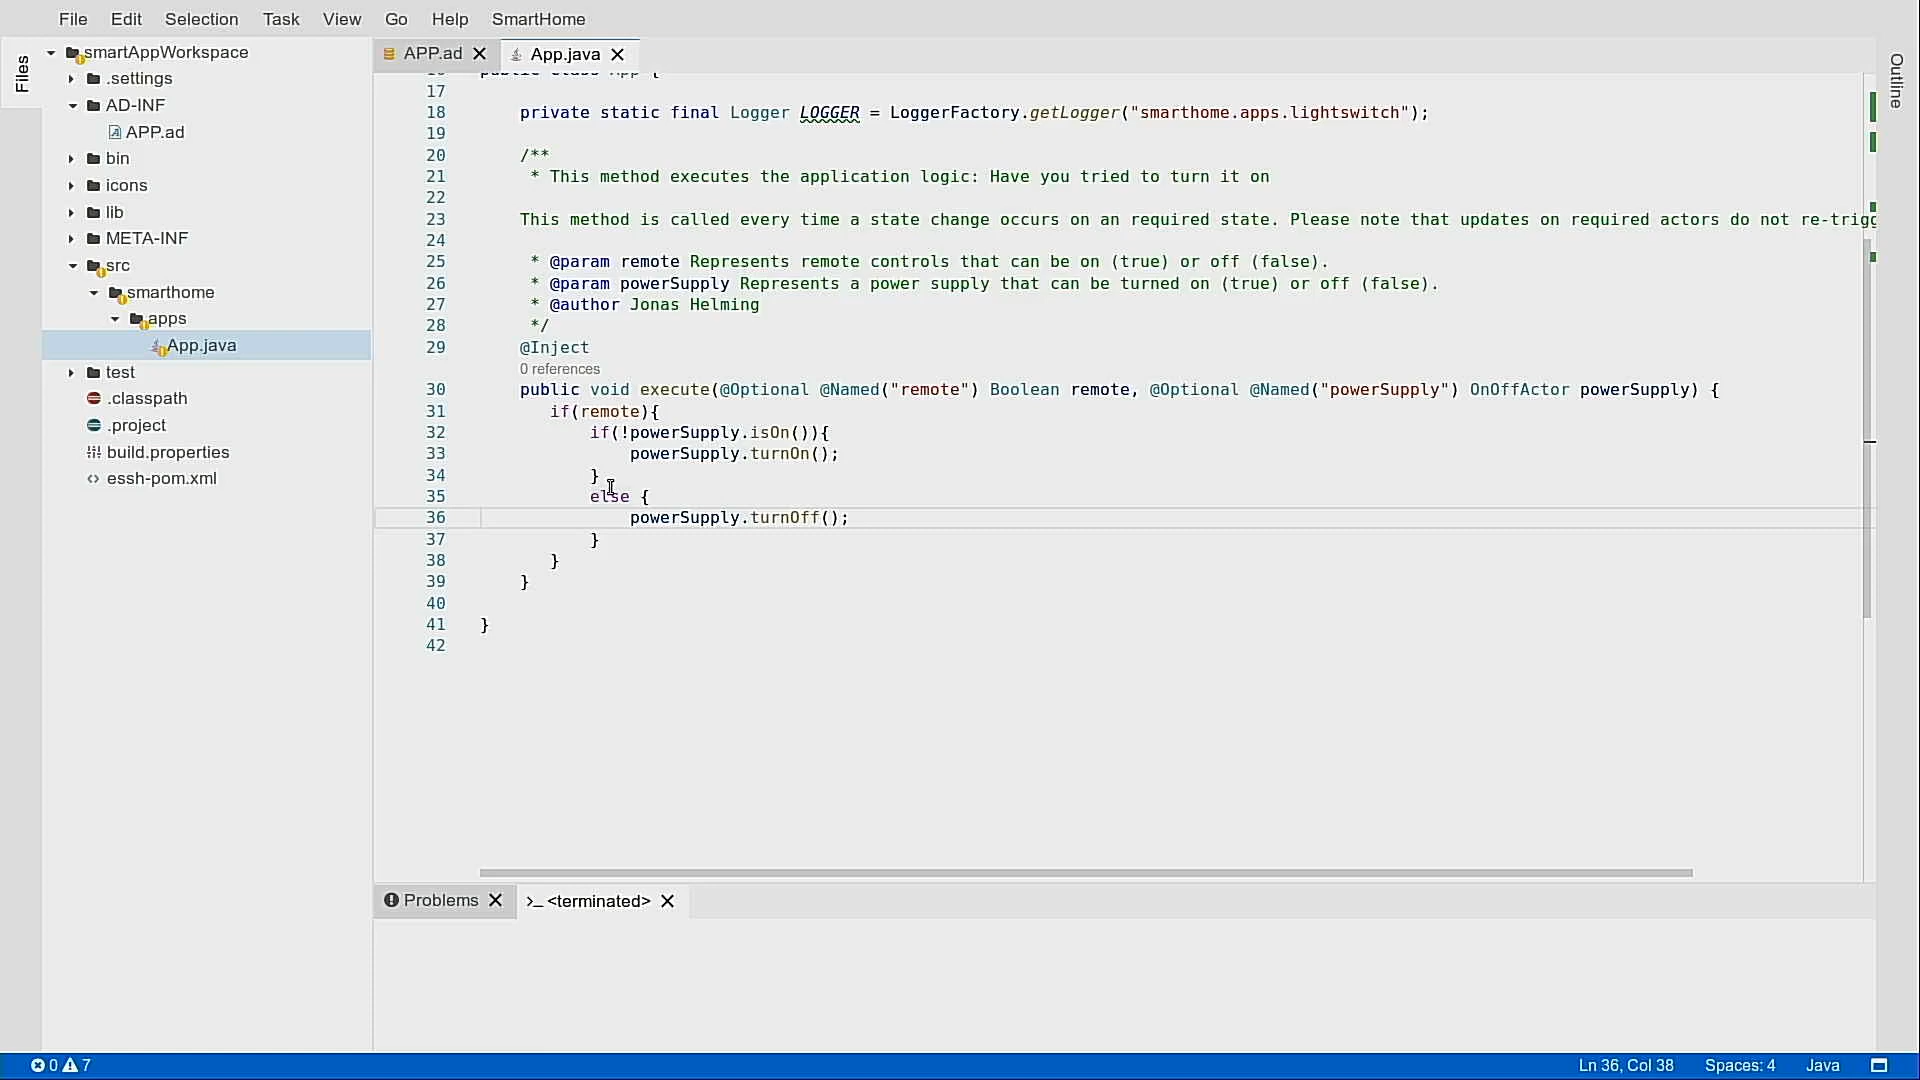 File Edit Selection Task View Go Help SmartHome
Files
smartAppWorkspace
.settings
AD-INF
APP.ad
bin
icons
lib
META-INF
src
smarthome
apps
App.java
test
.classpath
.project
build.properties
essh-pom.xml
APP.ad
App.java
16 public class App {
17
18 private static final Logger LOGGER = LoggerFactory.getLogger("smarthome.apps.lightswitch");
19
20 /**
21 * This method executes the application logic: Have you tried to turn it on
22
23 This method is called every time a state change occurs on an required state. Please note that updates on required actors do not re-trigg
24
25 * @param remote Represents remote controls that can be on (true) or off (false).
26 * @param powerSupply Represents a power supply that can be turned on (true) or off (false).
27 * @author Jonas Helming
28 */
29 @Inject
0 references
30 public void execute(@Optional @Named("remote") Boolean remote, @Optional @Named("powerSupply") OnOffActor powerSupply) {
31 if(remote){
32 if(!powerSupply.isOn()){
33 powerSupply.turnOn();
34 }
35 else {
36 powerSupply.turnOff();
37 }
38 }
39 }
40
41 }
42
Outline
Problems
>_ <terminated>
0 7
Ln 36, Col 38 Spaces: 4 Java